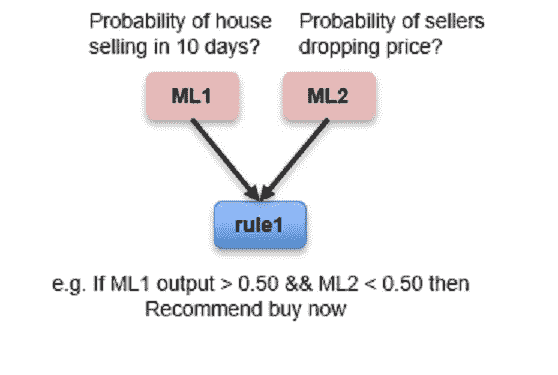 Probability of house
selling in 10 days?
Probability of sellers
dropping price?
ML1
ML2
rule1
e.g. If ML1 output > 0.50 && ML2 < 0.50 then
Recommend buy now